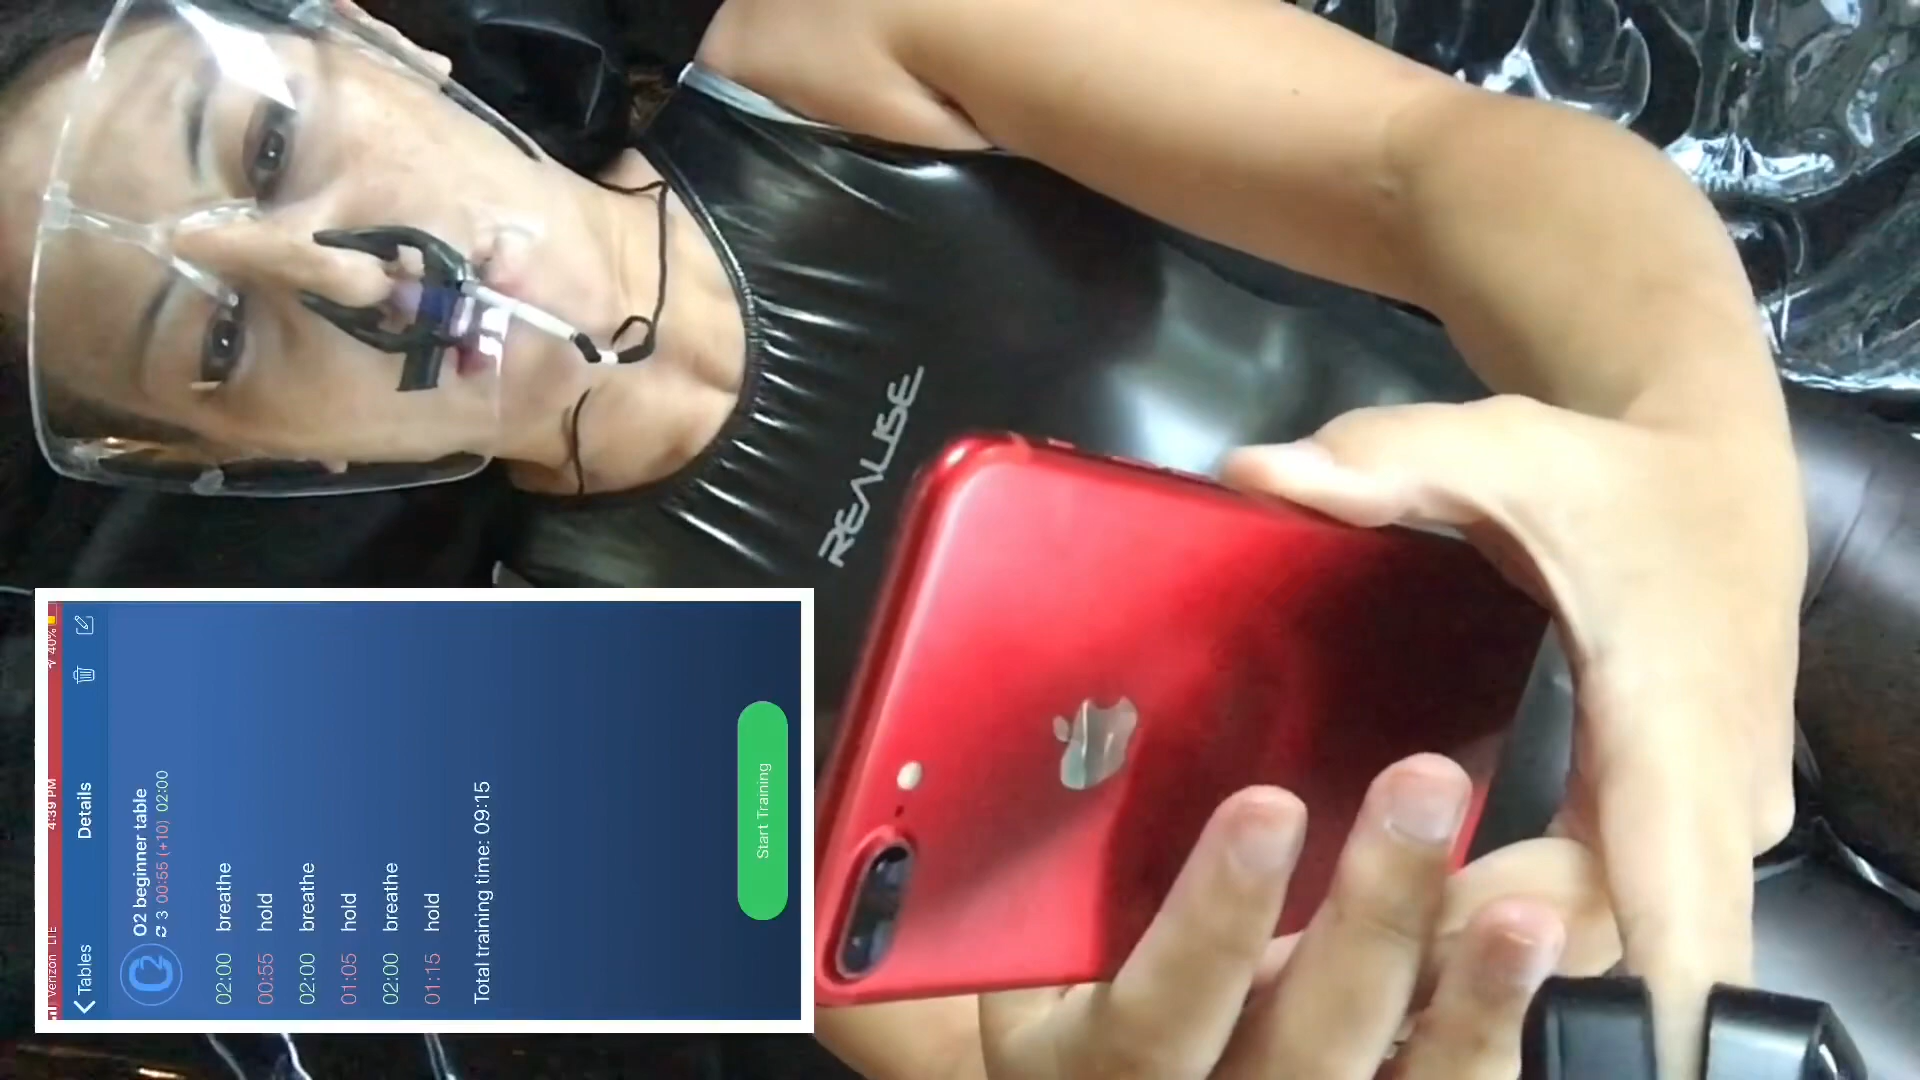 REALISE
Verizon LTE 4:39 PM 40%
Tables Details
O2 beginner table
3 00:55 (+10) 02:00
02:00 breathe
00:55 hold
02:00 breathe
01:05 hold
02:00 breathe
01:15 hold
Total training time: 09:15
Start Training